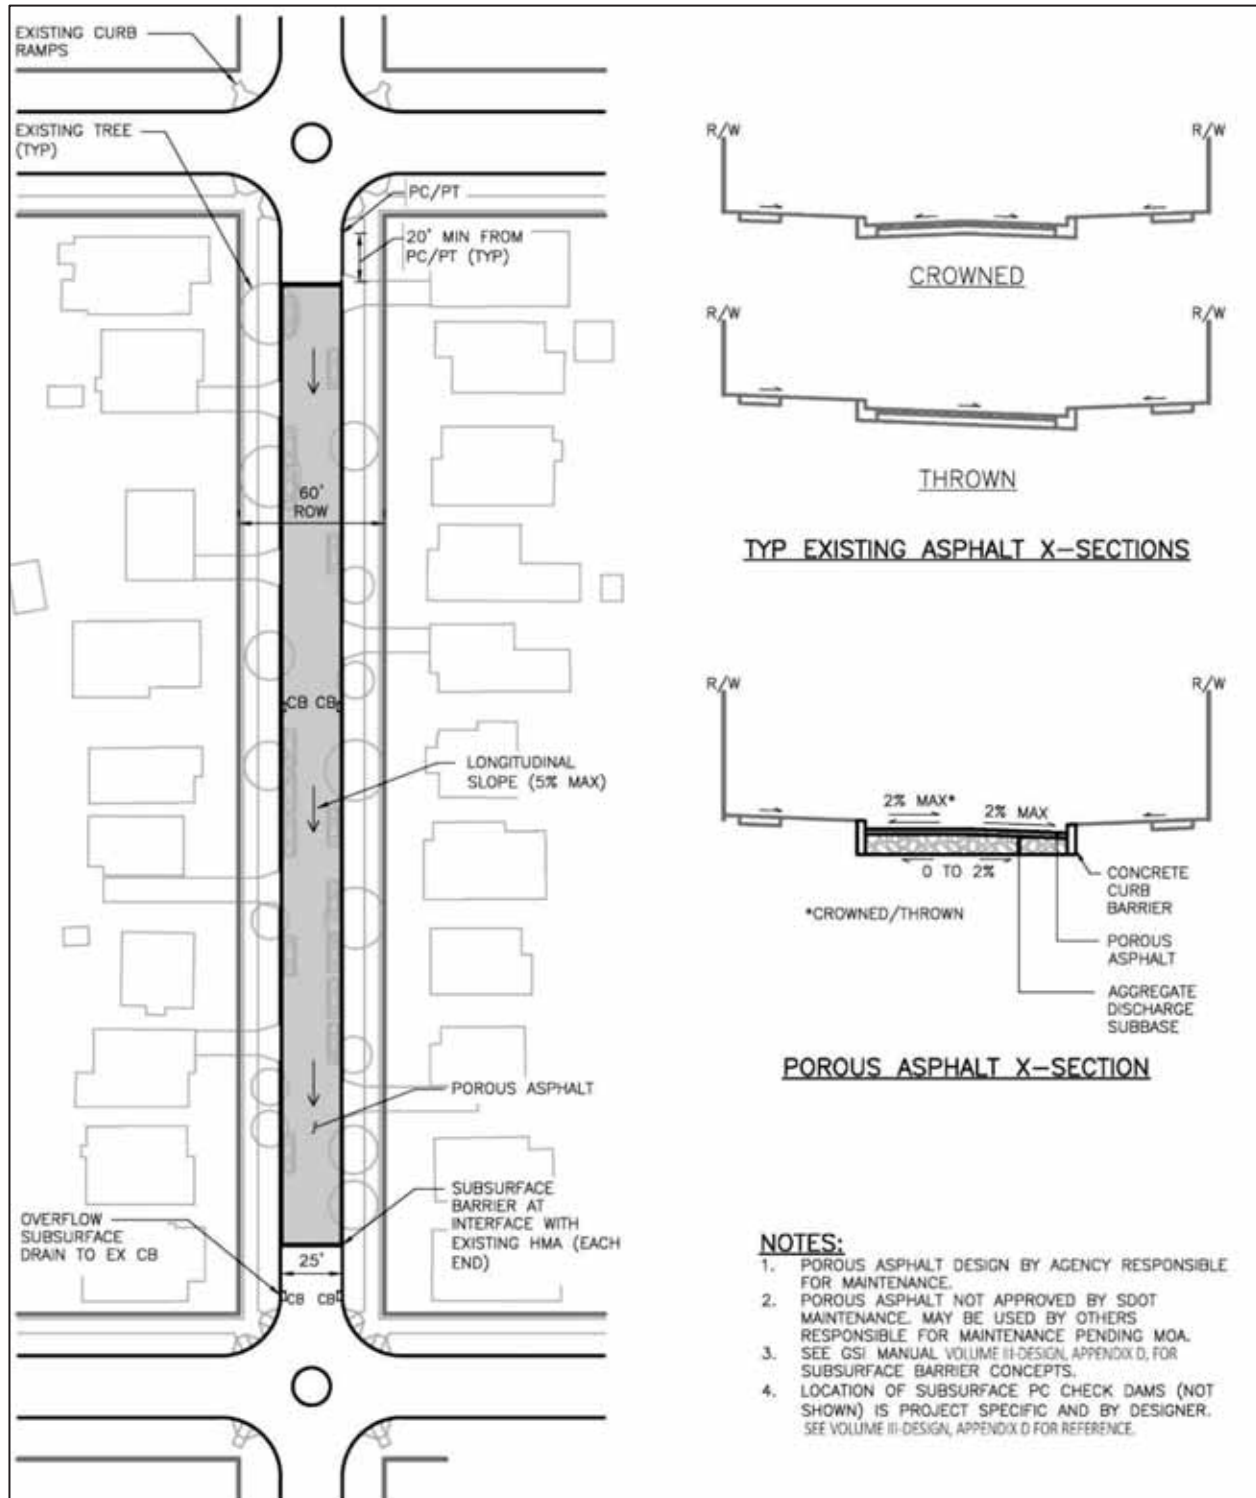 EXISTING CURB
RAMPS
EXISTING TREE
(TYP)
PC/PT
20' MIN FROM
PC/PT (TYP)
60'
ROW
CB CB
LONGITUDINAL
SLOPE (5% MAX)
POROUS ASPHALT
SUBSURFACE
BARRIER AT
INTERFACE WITH
EXISTING HMA (EACH
END)
OVERFLOW
SUBSURFACE
DRAIN TO EX CB
25'
CB CB
R/W R/W
CROWNED
R/W R/W
THROWN
TYP EXISTING ASPHALT X-SECTIONS
R/W R/W
2% MAX* 2% MAX
0 TO 2%
*CROWNED/THROWN
CONCRETE
CURB
BARRIER
POROUS
ASPHALT
AGGREGATE
DISCHARGE
SUBBASE
POROUS ASPHALT X-SECTION
NOTES:
1. POROUS ASPHALT DESIGN BY AGENCY RESPONSIBLE
FOR MAINTENANCE.
2. POROUS ASPHALT NOT APPROVED BY SDOT
MAINTENANCE. MAY BE USED BY OTHERS
RESPONSIBLE FOR MAINTENANCE PENDING MOA.
3. SEE GSI MANUAL VOLUME III-DESIGN, APPENDIX D, FOR
SUBSURFACE BARRIER CONCEPTS.
4. LOCATION OF SUBSURFACE PC CHECK DAMS (NOT
SHOWN) IS PROJECT SPECIFIC AND BY DESIGNER.
SEE VOLUME III-DESIGN, APPENDIX D FOR REFERENCE.